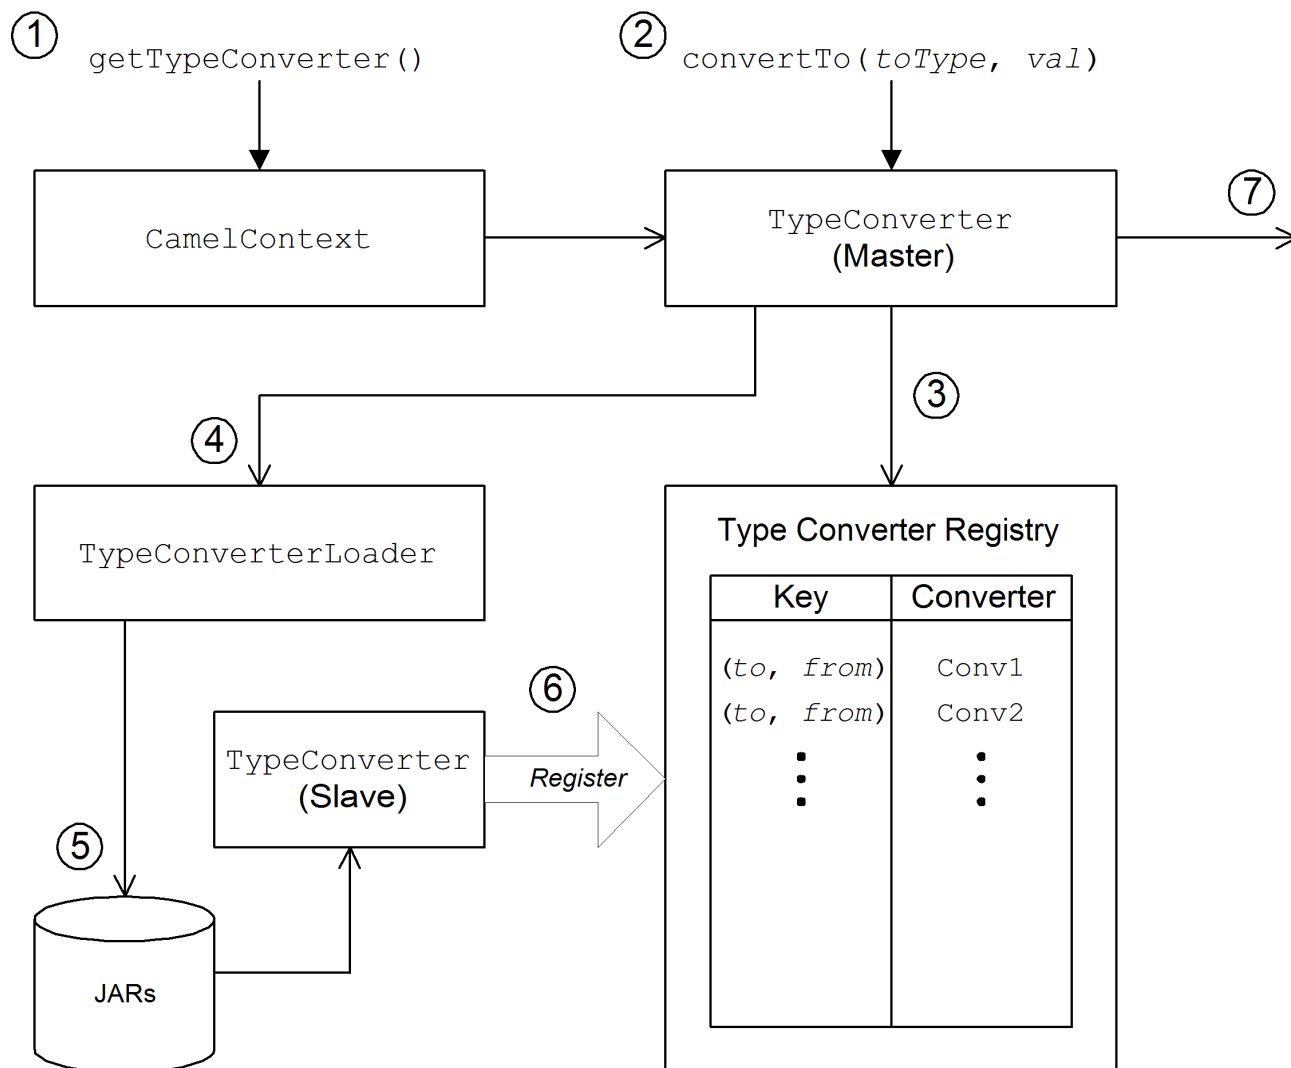 1
getTypeConverter()
2
convertTo(toType, val)
CamelContext
TypeConverter
(Master)
7
3
4
TypeConverterLoader
Type Converter Registry
Key Converter
(to, from) Conv1
(to, from) Conv2
6
TypeConverter
(Slave)
Register
5
JARs